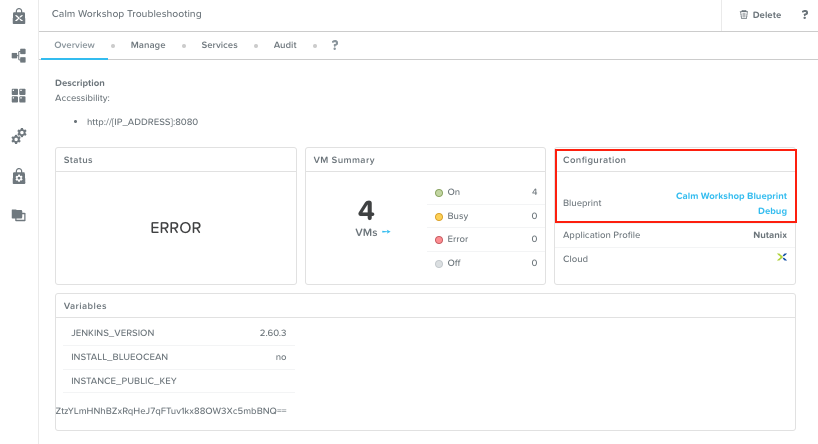 Calm Workshop Troubleshooting
Delete
?
Overview
Manage
Services
Audit
?
Description
Accessibility:
http://[IP_ADDRESS]:8080
Status
ERROR
VM Summary
4
VMs
On 4
Busy 0
Error 0
Off 0
Configuration
Blueprint
Calm Workshop Blueprint
Debug
Application Profile Nutanix
Cloud
Variables
JENKINS_VERSION 2.60.3
INSTALL_BLUEOCEAN no
INSTANCE_PUBLIC_KEY
ZtzYLmHNhBZxRqHeJ7qFTuv1kx88OW3Xc5mbBNQ==